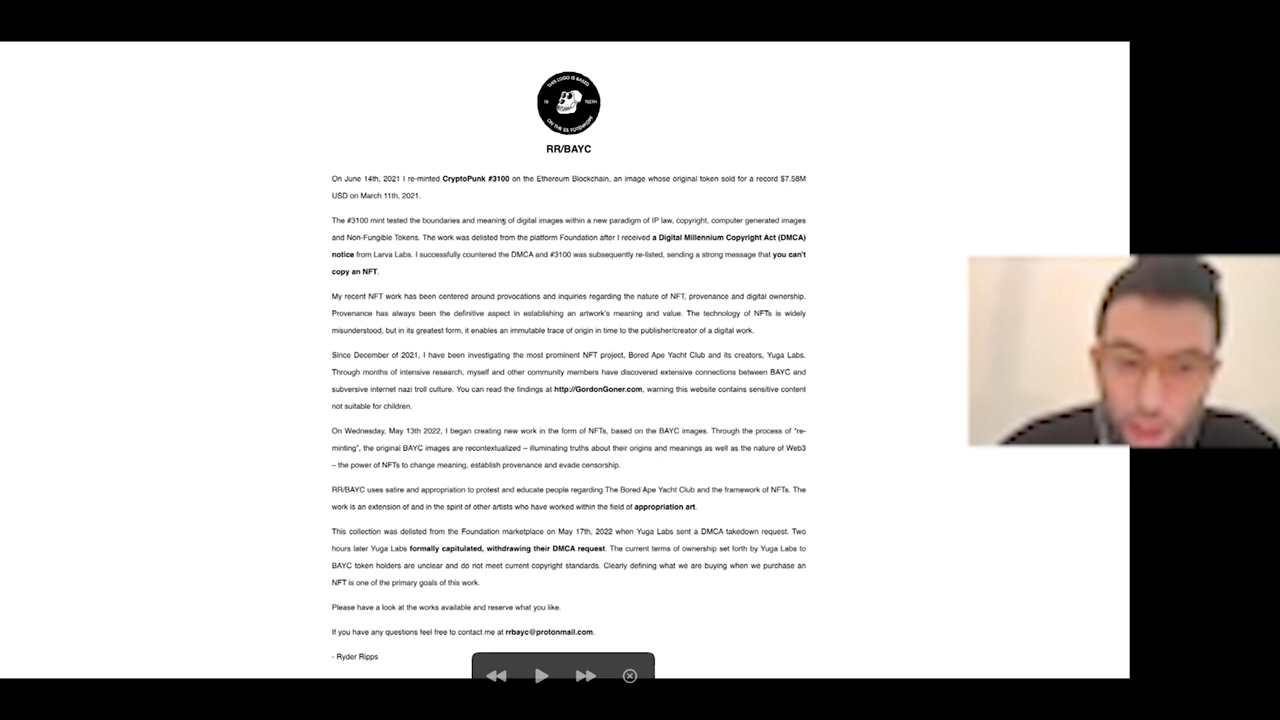 THIS LOGO IS BASED
18 TEETH
ON THE SS TOTENKOPF
RR/BAYC
On June 14th, 2021 I re-minted CryptoPunk #3100 on the Ethereum Blockchain, an image whose original token sold for a record $7.58M
USD on March 11th, 2021.
The #3100 mint tested the boundaries and meaning of digital images within a new paradigm of IP law, copyright, computer generated images
and Non-Fungible Tokens. The work was delisted from the platform Foundation after I received a Digital Millennium Copyright Act (DMCA)
notice from Larva Labs. I successfully countered the DMCA and #3100 was subsequently re-listed, sending a strong message that you can't
copy an NFT.
My recent NFT work has been centered around provocations and inquiries regarding the nature of NFT, provenance and digital ownership.
Provenance has always been the definitive aspect in establishing an artwork's meaning and value. The technology of NFTs is widely
misunderstood, but in its greatest form, it enables an immutable trace of origin in time to the publisher/creator of a digital work.
Since December of 2021, I have been investigating the most prominent NFT project, Bored Ape Yacht Club and its creators, Yuga Labs.
Through months of intensive research, myself and other community members have discovered extensive connections between BAYC and
subversive internet nazi troll culture. You can read the findings at http://GordonGoner.com, warning this website contains sensitive content
not suitable for children.
On Wednesday, May 13th 2022, I began creating new work in the form of NFTs, based on the BAYC images. Through the process of "re-
minting", the original BAYC images are recontextualized – illuminating truths about their origins and meanings as well as the nature of Web3
– the power of NFTs to change meaning, establish provenance and evade censorship.
RR/BAYC uses satire and appropriation to protest and educate people regarding The Bored Ape Yacht Club and the framework of NFTs. The
work is an extension of and in the spirit of other artists who have worked within the field of appropriation art.
This collection was delisted from the Foundation marketplace on May 17th, 2022 when Yuga Labs sent a DMCA takedown request. Two
hours later Yuga Labs formally capitulated, withdrawing their DMCA request. The current terms of ownership set forth by Yuga Labs to
BAYC token holders are unclear and do not meet current copyright standards. Clearly defining what we are buying when we purchase an
NFT is one of the primary goals of this work.
Please have a look at the works available and reserve what you like.
If you have any questions feel free to contact me at rrbayc@protonmail.com.
- Ryder Ripps